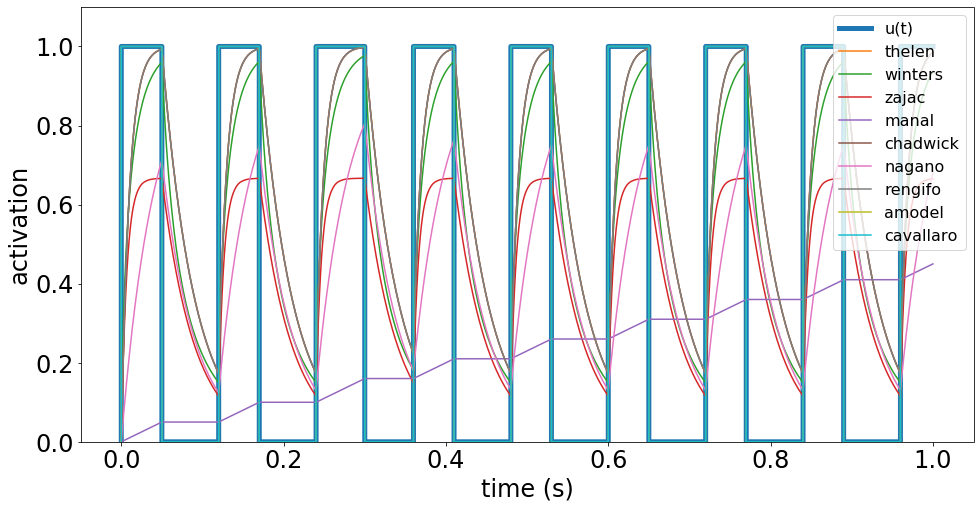 u(t)
thelen
winters
zajac
manal
chadwick
nagano
rengifo
amodel
cavallaro
activation
1.0
0.8
0.6
0.4
0.2
0.0
0.0 0.2 0.4 0.6 0.8 1.0
time (s)